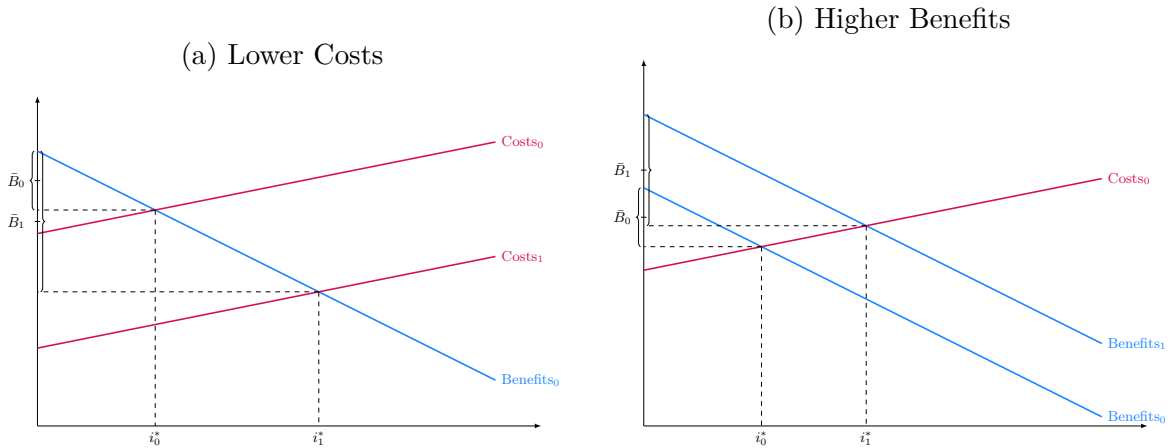 (a) Lower Costs
Costs₀
B̄₀
B̄₁
Costs₁
Benefits₀
i₀*
i₁*
(b) Higher Benefits
B̄₁
Costs₀
B̄₀
Benefits₁
Benefits₀
i₀*
i₁*